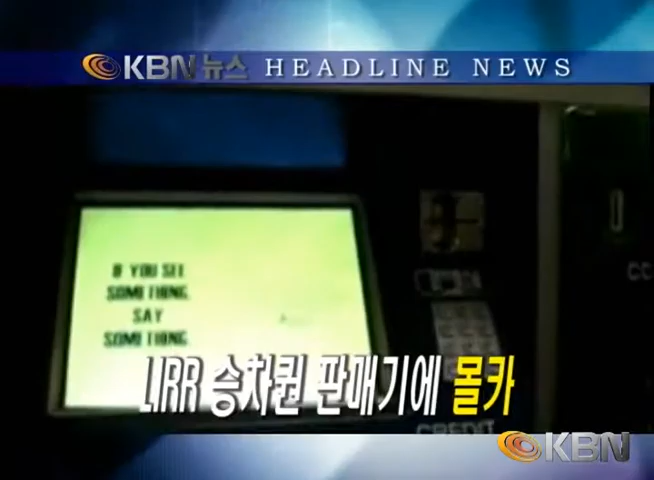 KBN 뉴스 HEADLINE NEWS
IF YOU SEE
SOMETHING
SAY
SOMETHING
LIRR 승차권 판매기에 몰카
CREDIT
CC
KBN